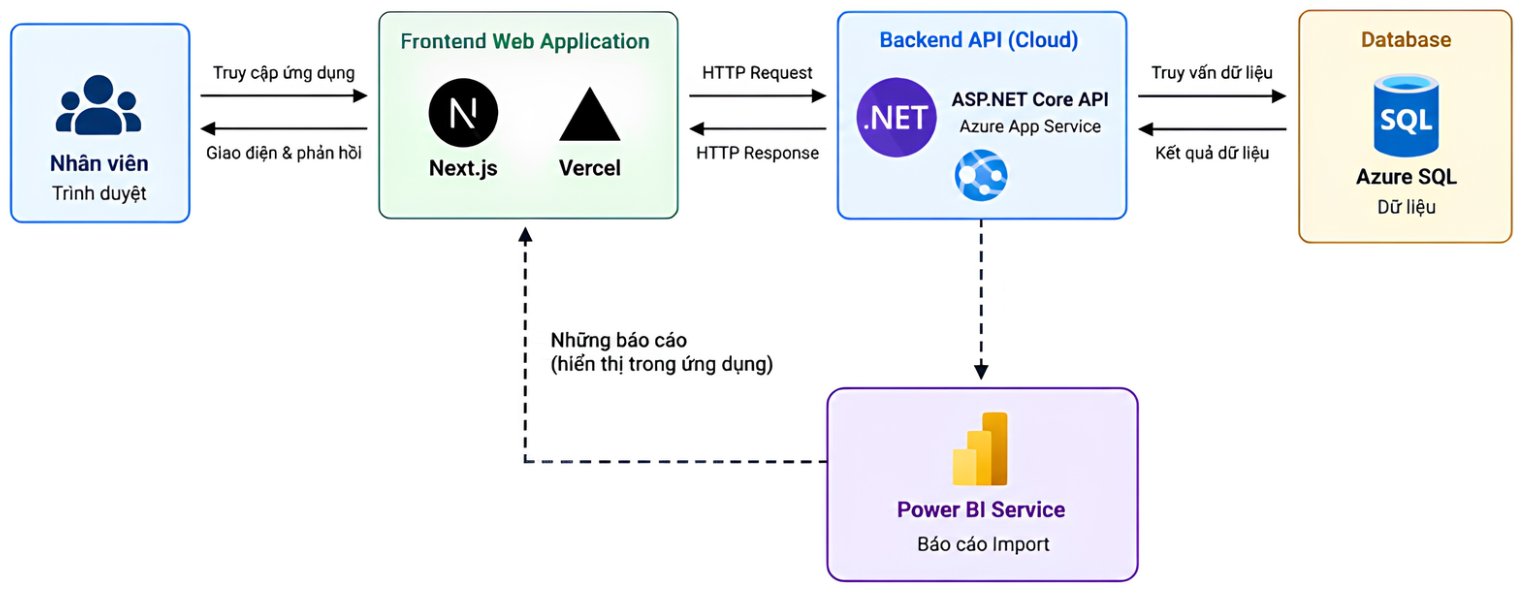 Nhân viên
Trình duyệt
Truy cập ứng dụng
Giao diện & phản hồi
Frontend Web Application
N
Next.js
Vercel
HTTP Request
HTTP Response
Backend API (Cloud)
.NET
ASP.NET Core API
Azure App Service
Truy vấn dữ liệu
Kết quả dữ liệu
Database
SQL
Azure SQL
Dữ liệu
Những báo cáo
(hiển thị trong ứng dụng)
Power BI Service
Báo cáo Import